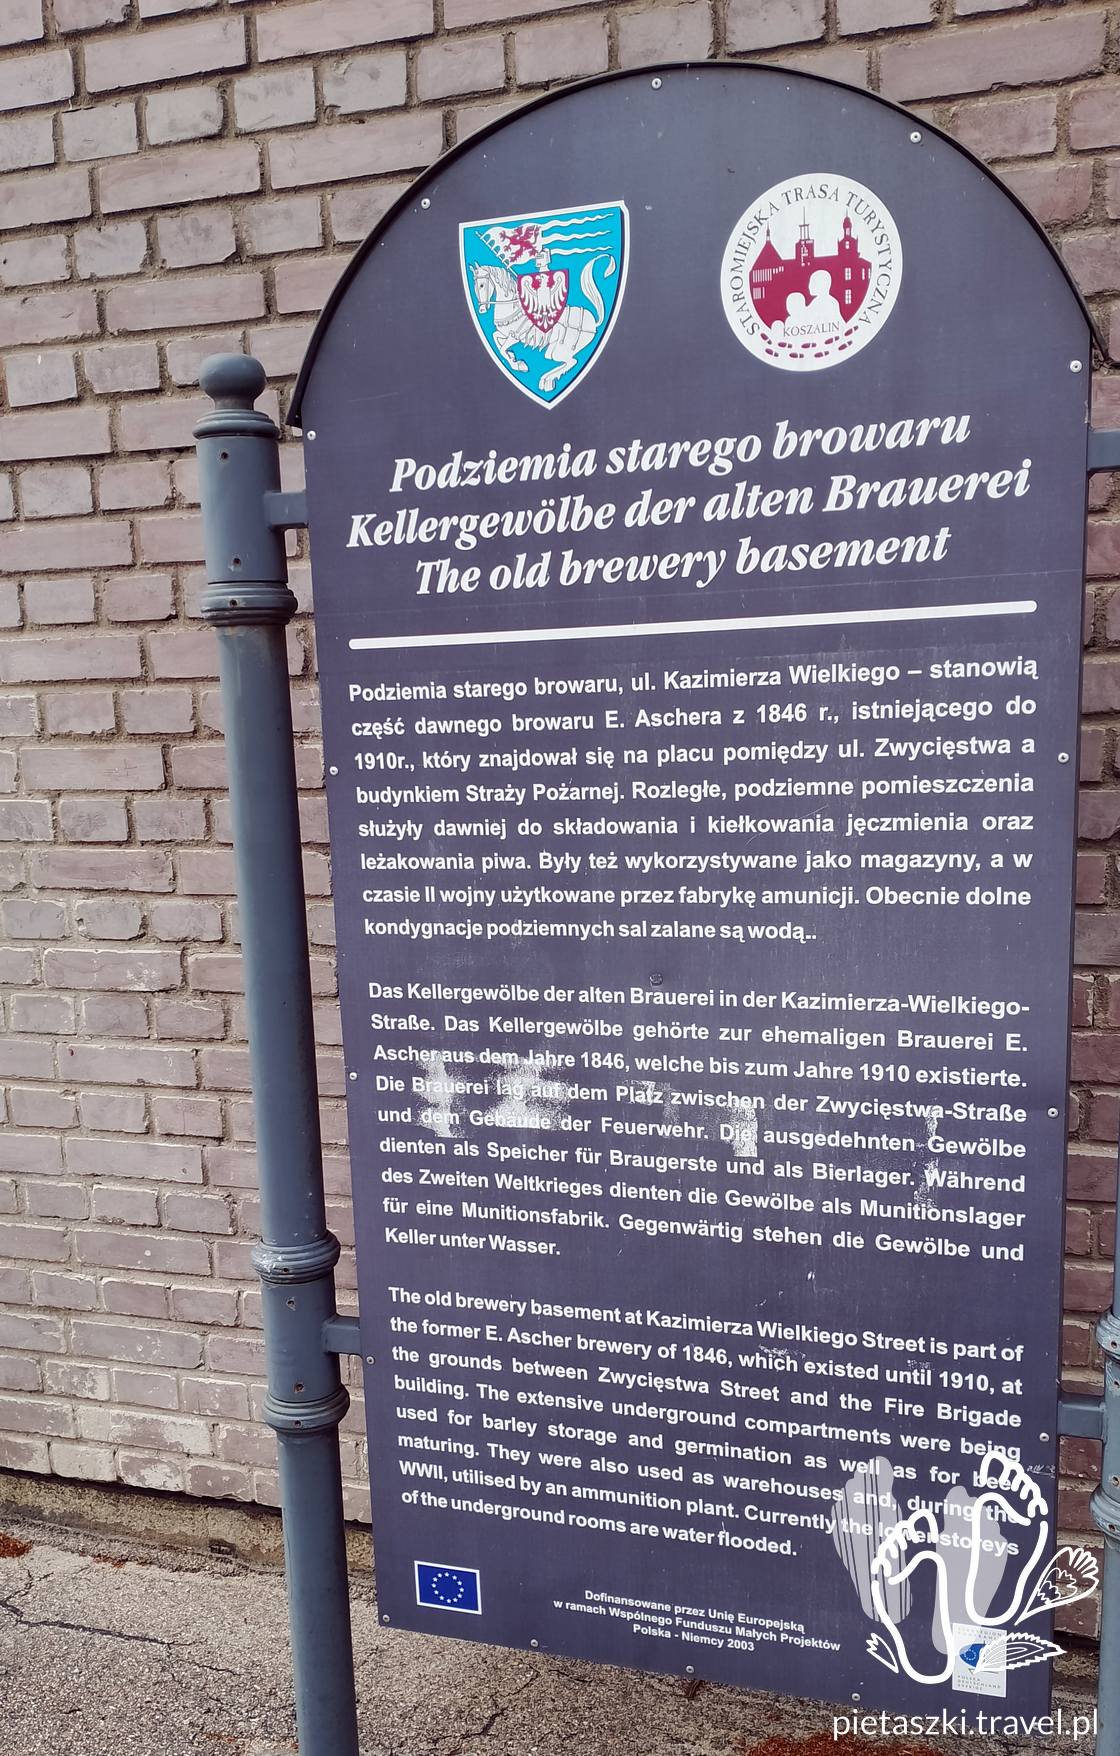 STAROMIEJSKA TRASA TURYSTYCZNA
KOSZALIN
Podziemia starego browaru
Kellergewölbe der alten Brauerei
The old brewery basement
Podziemia starego browaru, ul. Kazimierza Wielkiego – stanowią
część dawnego browaru E. Aschera z 1846 r., istniejącego do
1910r., który znajdował się na placu pomiędzy ul. Zwycięstwa a
budynkiem Straży Pożarnej. Rozległe, podziemne pomieszczenia
służyły dawniej do składowania i kiełkowania jęczmienia oraz
leżakowania piwa. Były też wykorzystywane jako magazyny, a w
czasie II wojny użytkowane przez fabrykę amunicji. Obecnie dolne
kondygnacje podziemnych sal zalane są wodą..
Das Kellergewölbe der alten Brauerei in der Kazimierza-Wielkiego-
Straße. Das Kellergewölbe gehörte zur ehemaligen Brauerei E.
Ascher aus dem Jahre 1846, welche bis zum Jahre 1910 existierte.
Die Brauerei lag auf dem Platz zwischen der Zwycięstwa-Straße
und dem Gebäude der Feuerwehr. Die ausgedehnten Gewölbe
dienten als Speicher für Braugerste und als Bierlager. Während
des Zweiten Weltkrieges dienten die Gewölbe als Munitionslager
für eine Munitionsfabrik. Gegenwärtig stehen die Gewölbe und
Keller unter Wasser.
The old brewery basement at Kazimierza Wielkiego Street is part of
the former E. Ascher brewery of 1846, which existed until 1910, at
the grounds between Zwycięstwa Street and the Fire Brigade
building. The extensive underground compartments were being
used for barley storage and germination as well as for beer
maturing. They were also used as warehouses and, during the
WWII, utilised by an ammunition plant. Currently the lower storeys
of the underground rooms are water flooded.
Dofinansowane przez Unię Europejską
w ramach Wspólnego Funduszu Małych Projektów
Polska - Niemcy 2003
pietaszki.travel.pl